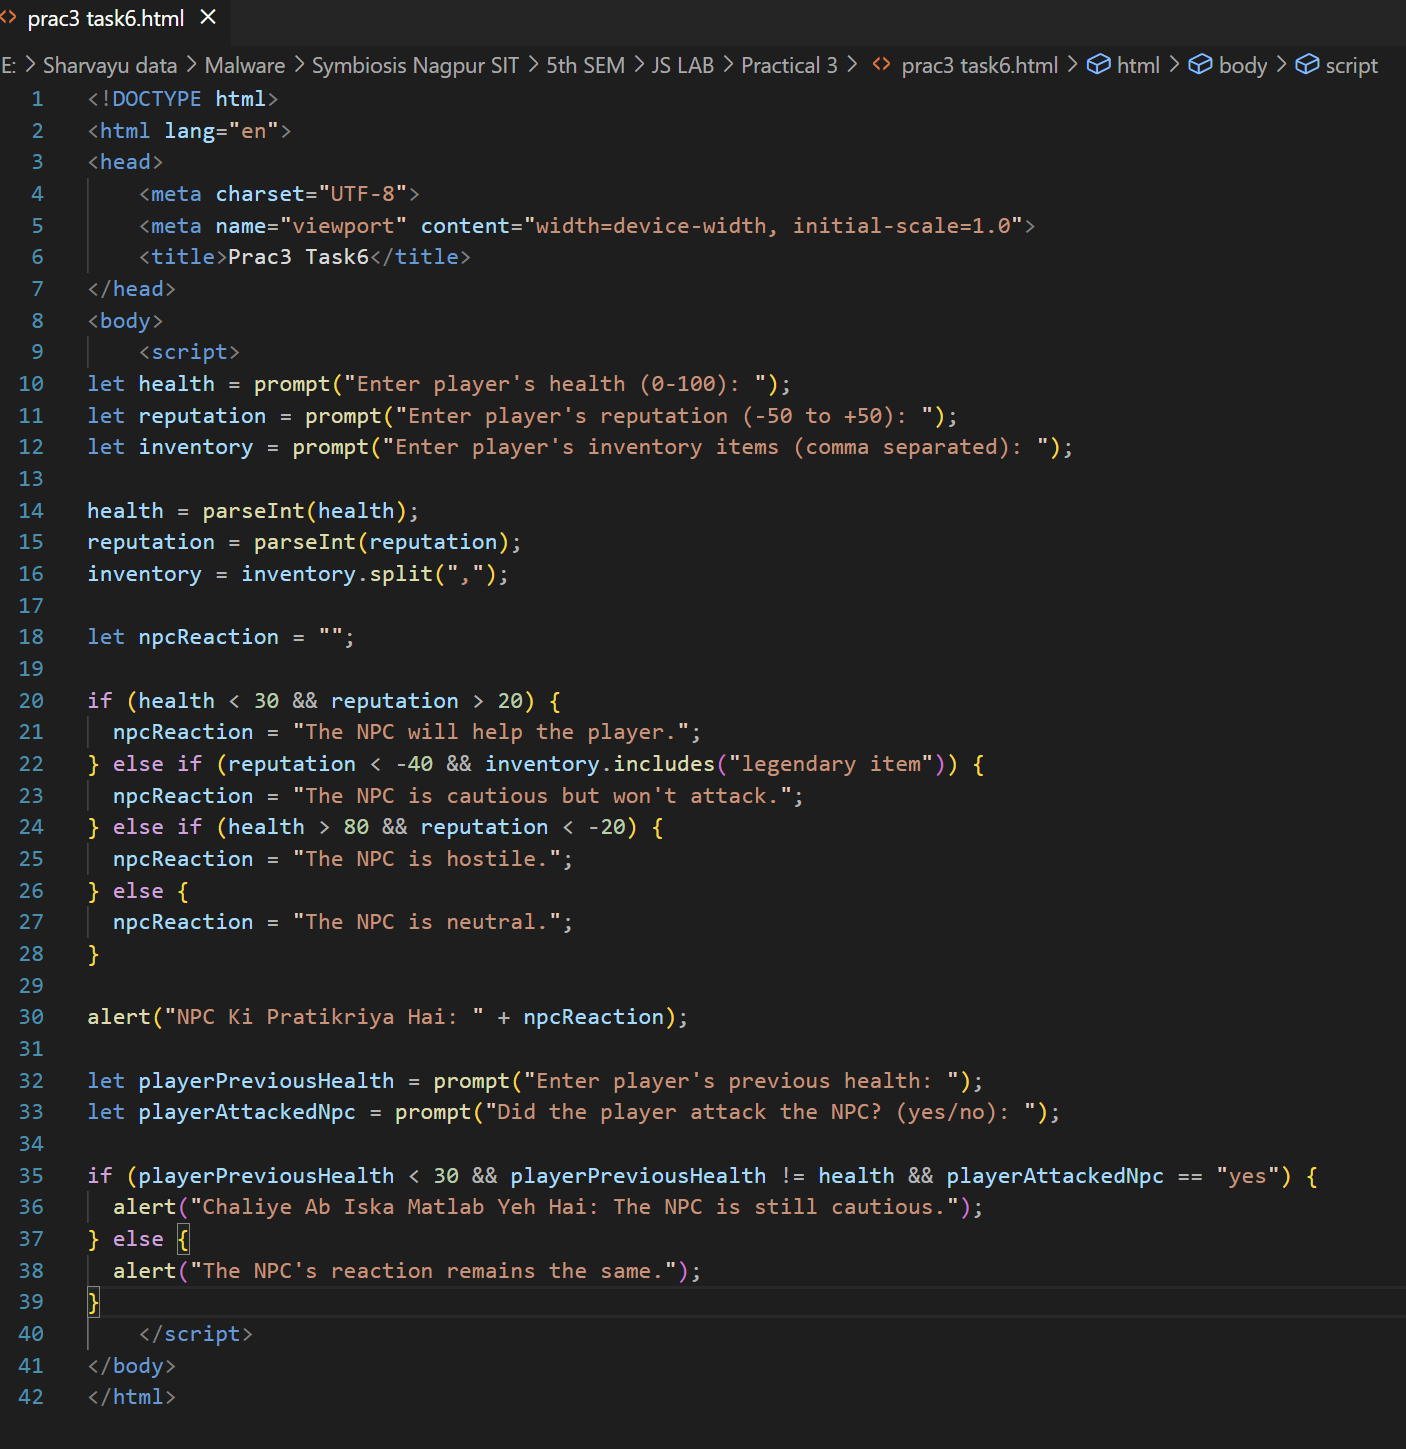 prac3 task6.html
E: > Sharvayu data > Malware > Symbiosis Nagpur SIT > 5th SEM > JS LAB > Practical 3 > prac3 task6.html > html > body > script
1 <!DOCTYPE html>
2 <html lang="en">
3 <head>
4     <meta charset="UTF-8">
5     <meta name="viewport" content="width=device-width, initial-scale=1.0">
6     <title>Prac3 Task6</title>
7 </head>
8 <body>
9     <script>
10 let health = prompt("Enter player's health (0-100): ");
11 let reputation = prompt("Enter player's reputation (-50 to +50): ");
12 let inventory = prompt("Enter player's inventory items (comma separated): ");
13
14 health = parseInt(health);
15 reputation = parseInt(reputation);
16 inventory = inventory.split(",");
17
18 let npcReaction = "";
19
20 if (health < 30 && reputation > 20) {
21   npcReaction = "The NPC will help the player.";
22 } else if (reputation < -40 && inventory.includes("legendary item")) {
23   npcReaction = "The NPC is cautious but won't attack.";
24 } else if (health > 80 && reputation < -20) {
25   npcReaction = "The NPC is hostile.";
26 } else {
27   npcReaction = "The NPC is neutral.";
28 }
29
30 alert("NPC Ki Pratikriya Hai: " + npcReaction);
31
32 let playerPreviousHealth = prompt("Enter player's previous health: ");
33 let playerAttackedNpc = prompt("Did the player attack the NPC? (yes/no): ");
34
35 if (playerPreviousHealth < 30 && playerPreviousHealth != health && playerAttackedNpc == "yes") {
36   alert("Chaliye Ab Iska Matlab Yeh Hai: The NPC is still cautious.");
37 } else {
38   alert("The NPC's reaction remains the same.");
39 }
40     </script>
41 </body>
42 </html>